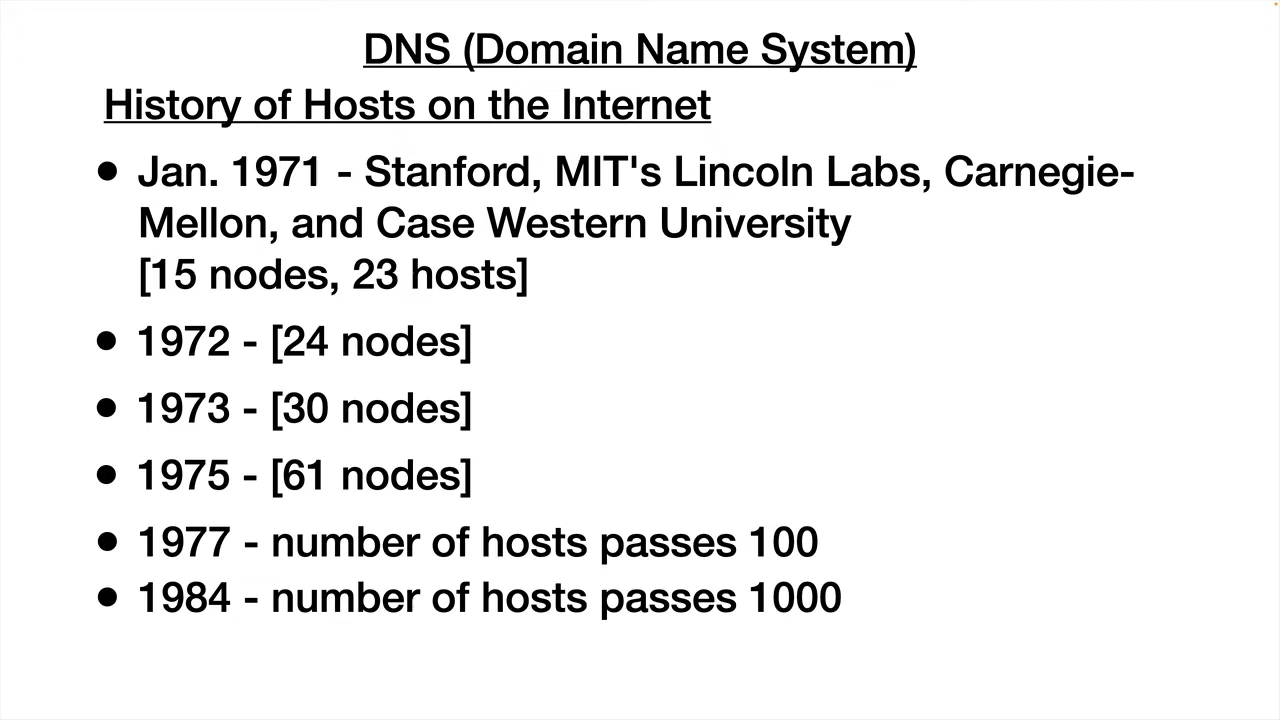 DNS (Domain Name System)
History of Hosts on the Internet
• Jan. 1971 - Stanford, MIT's Lincoln Labs, Carnegie-
Mellon, and Case Western University
[15 nodes, 23 hosts]
• 1972 - [24 nodes]
• 1973 - [30 nodes]
• 1975 - [61 nodes]
• 1977 - number of hosts passes 100
• 1984 - number of hosts passes 1000